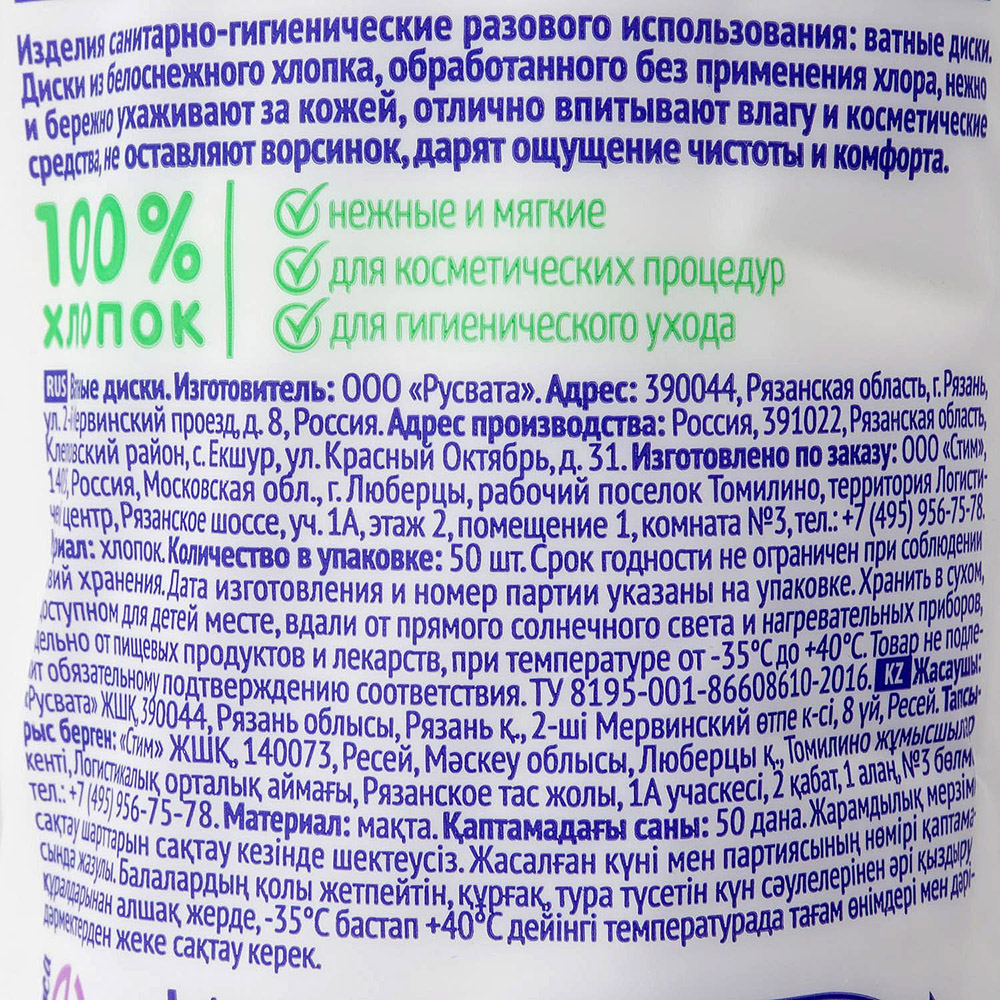 Изделия санитарно-гигиенические разового использования: ватные диски.
Диски из белоснежного хлопка, обработанного без применения хлора, нежно
и бережно ухаживают за кожей, отлично впитывают влагу и косметические
средства, не оставляют ворсинок, дарят ощущение чистоты и комфорта.
100%
хлопок
нежные и мягкие
для косметических процедур
для гигиенического ухода
RUS Ватные диски. Изготовитель: ООО «Русвата». Адрес: 390044, Рязанская область, г. Рязань,
ул. 2-Мервинский проезд, д. 8, Россия. Адрес производства: Россия, 391022, Рязанская область,
Клепиковский район, с. Екшур, ул. Красный Октябрь, д. 31. Изготовлено по заказу: ООО «Стим»,
Россия, Московская обл., г. Люберцы, рабочий поселок Томилино, территория Логисти-
центр, Рязанское шоссе, уч. 1А, этаж 2, помещение 1, комната №3, тел.: +7 (495) 956-75-78.
риал: хлопок. Количество в упаковке: 50 шт. Срок годности не ограничен при соблюдении
вий хранения. Дата изготовления и номер партии указаны на упаковке. Хранить в сухом,
доступном для детей месте, вдали от прямого солнечного света и нагревательных приборов,
дельно от пищевых продуктов и лекарств, при температуре от -35°С до +40°С. Товар не подле-
жит обязательному подтверждению соответствия. ТУ 8195-001-86608610-2016. KZ Жасаушы:
«Русвата» ЖШҚ, 390044, Рязань облысы, Рязань қ., 2-ші Мервинский өтпе к-сі, 8 үй, Ресей. Тапсы-
рыс берген: «Стим» ЖШҚ, 140073, Ресей, Мәскеу облысы, Люберцы қ., Томилино жұмысшылар
кенті, Логистикалық орталық аймағы, Рязанское тас жолы, 1А учаскесі, 2 қабат, 1 алаң, №3 бөлме
тел.: +7 (495) 956-75-78. Материал: мақта. Қаптамадағы саны: 50 дана. Жарамдылық мерзімі
сақтау шарттарын сақтау кезінде шектеусіз. Жасалған күні мен партиясының нөмірі қаптама-
сында жазулы. Балалардың қолы жетпейтін, құрғақ, тура түсетін күн сәулелерінен әрі қыздыру
құралдарынан алшақ жерде, -35°С бастап +40°С дейінгі температурада тағам өнімдері мен дәрі-
дәрмектерден жеке сақтау керек.